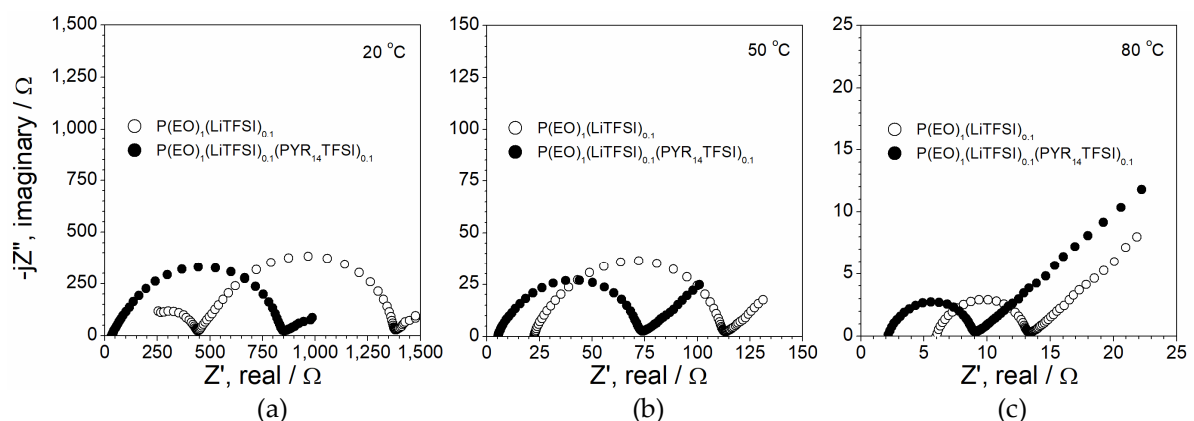 -jZ", imaginary / Ω
1,500
1,250
1,000
750
500
250
0
20 °C
P(EO)₁(LiTFSI)₀.₁
P(EO)₁(LiTFSI)₀.₁(PYR₁₄TFSI)₀.₁
0 250 500 750 1,000 1,250 1,500
Z', real / Ω
(a)
150
125
100
75
50
25
0
50 °C
P(EO)₁(LiTFSI)₀.₁
P(EO)₁(LiTFSI)₀.₁(PYR₁₄TFSI)₀.₁
0 25 50 75 100 125 150
Z', real / Ω
(b)
25
20
15
10
5
0
80 °C
P(EO)₁(LiTFSI)₀.₁
P(EO)₁(LiTFSI)₀.₁(PYR₁₄TFSI)₀.₁
0 5 10 15 20 25
Z', real / Ω
(c)